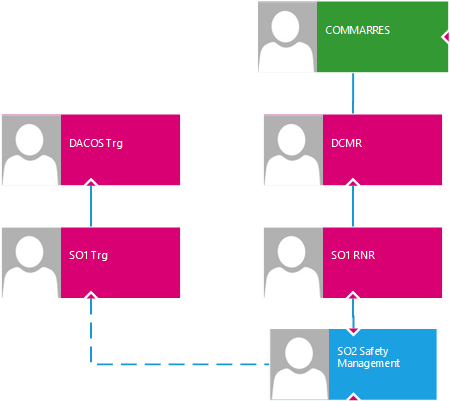 COMMARRES
DACOS Trg
DCMR
SO1 Trg
SO1 RNR
SO2 Safety
Management